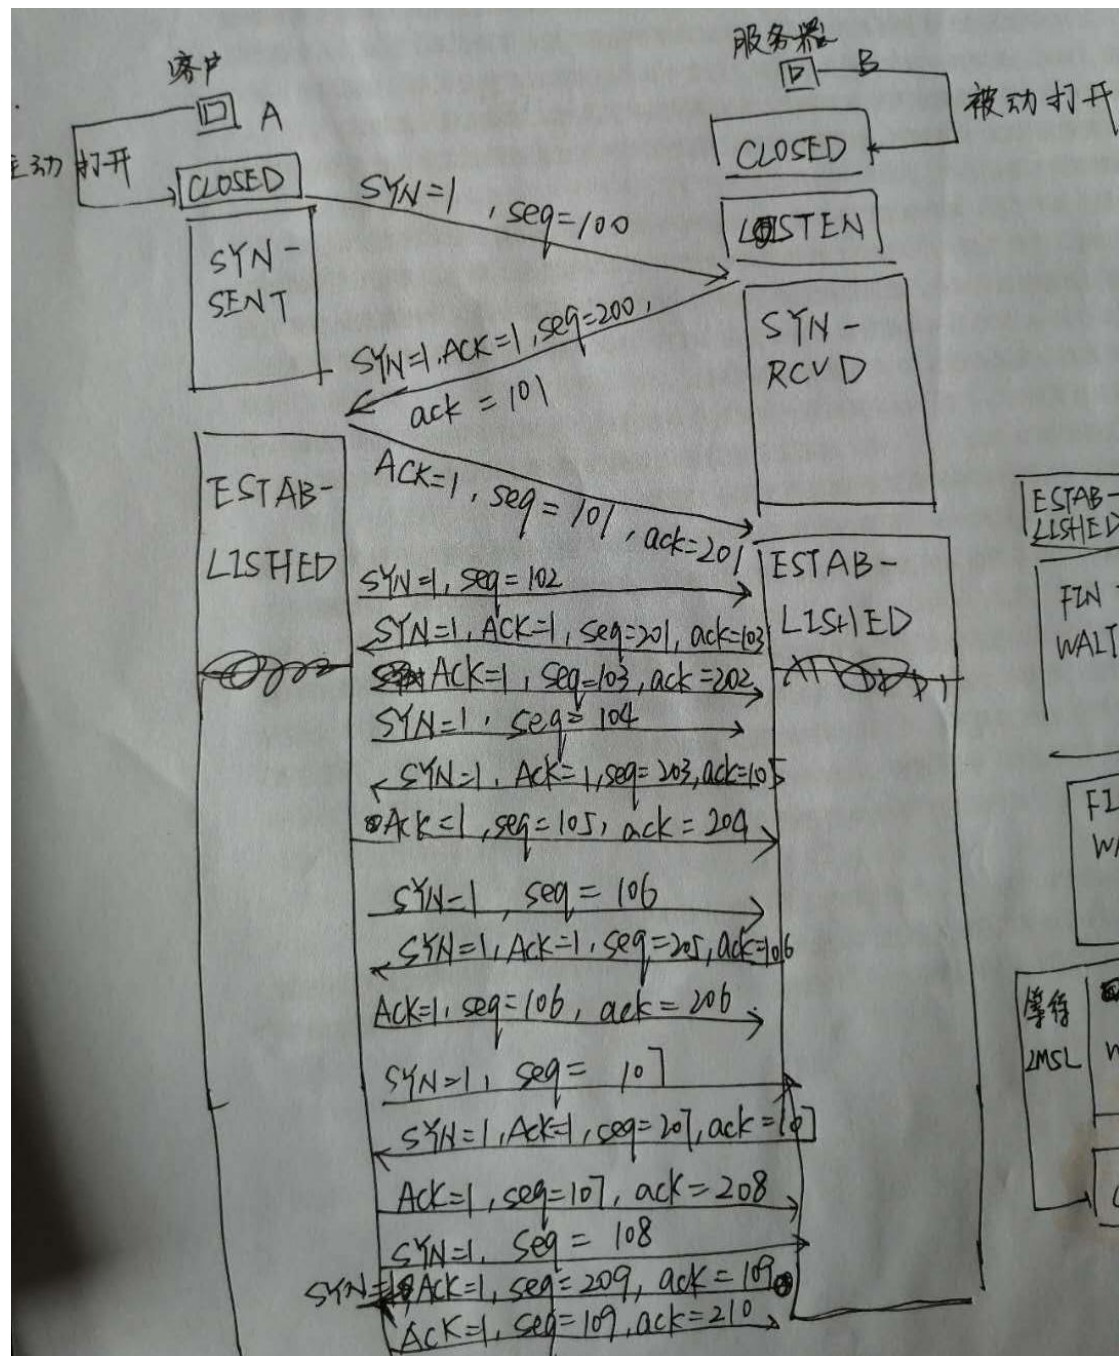 客户
服务器
A
B
主动 打开
被动打开
CLOSED
CLOSED
SYN=1 , seq=100
LISTEN
SYN-
SENT
SYN-
RCVD
SYN=1,ACK=1,seq=200,
ack=101
ACK=1, seq=101, ack=201
ESTAB-
LISHED
ESTAB-
LISHED
SYN=1, seq=102
SYN=1, ACK=1, seq=201, ack=103
ACK=1, seq=103, ack=202
SYN=1, seq=104
SYN=1, Ack=1, seq=203, ack=105
Ack=1, seq=105, ack=204
SYN=1, seq=106
SYN=1, Ack=1, seq=205, ack=106
Ack=1, seq=106, ack=206
SYN=1, seq=107
SYN=1, Ack=1, seq=207, ack=107
Ack=1, seq=107, ack=208
SYN=1, seq=108
SYN=1 Ack=1, seq=209, ack=109
Ack=1, seq=109, ack=210
ESTAB-
LISHED
FIN
WAIT
FI
WA
等待
2MSL
W